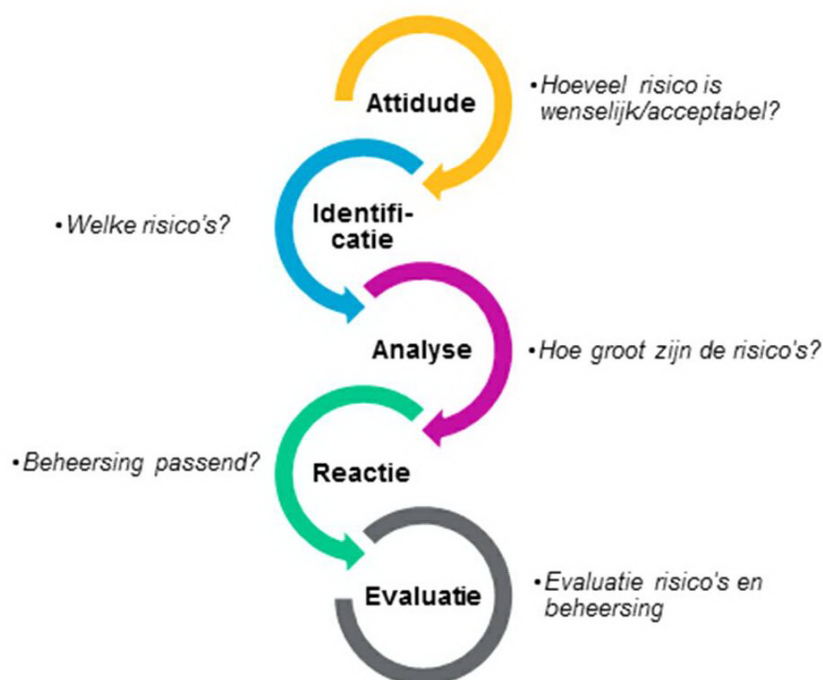 Attidude
•Hoeveel risico is
wenselijk/acceptabel?
Identifi-
catie
•Welke risico's?
Analyse
•Hoe groot zijn de risico's?
Reactie
•Beheersing passend?
Evaluatie
•Evaluatie risico's en
beheersing